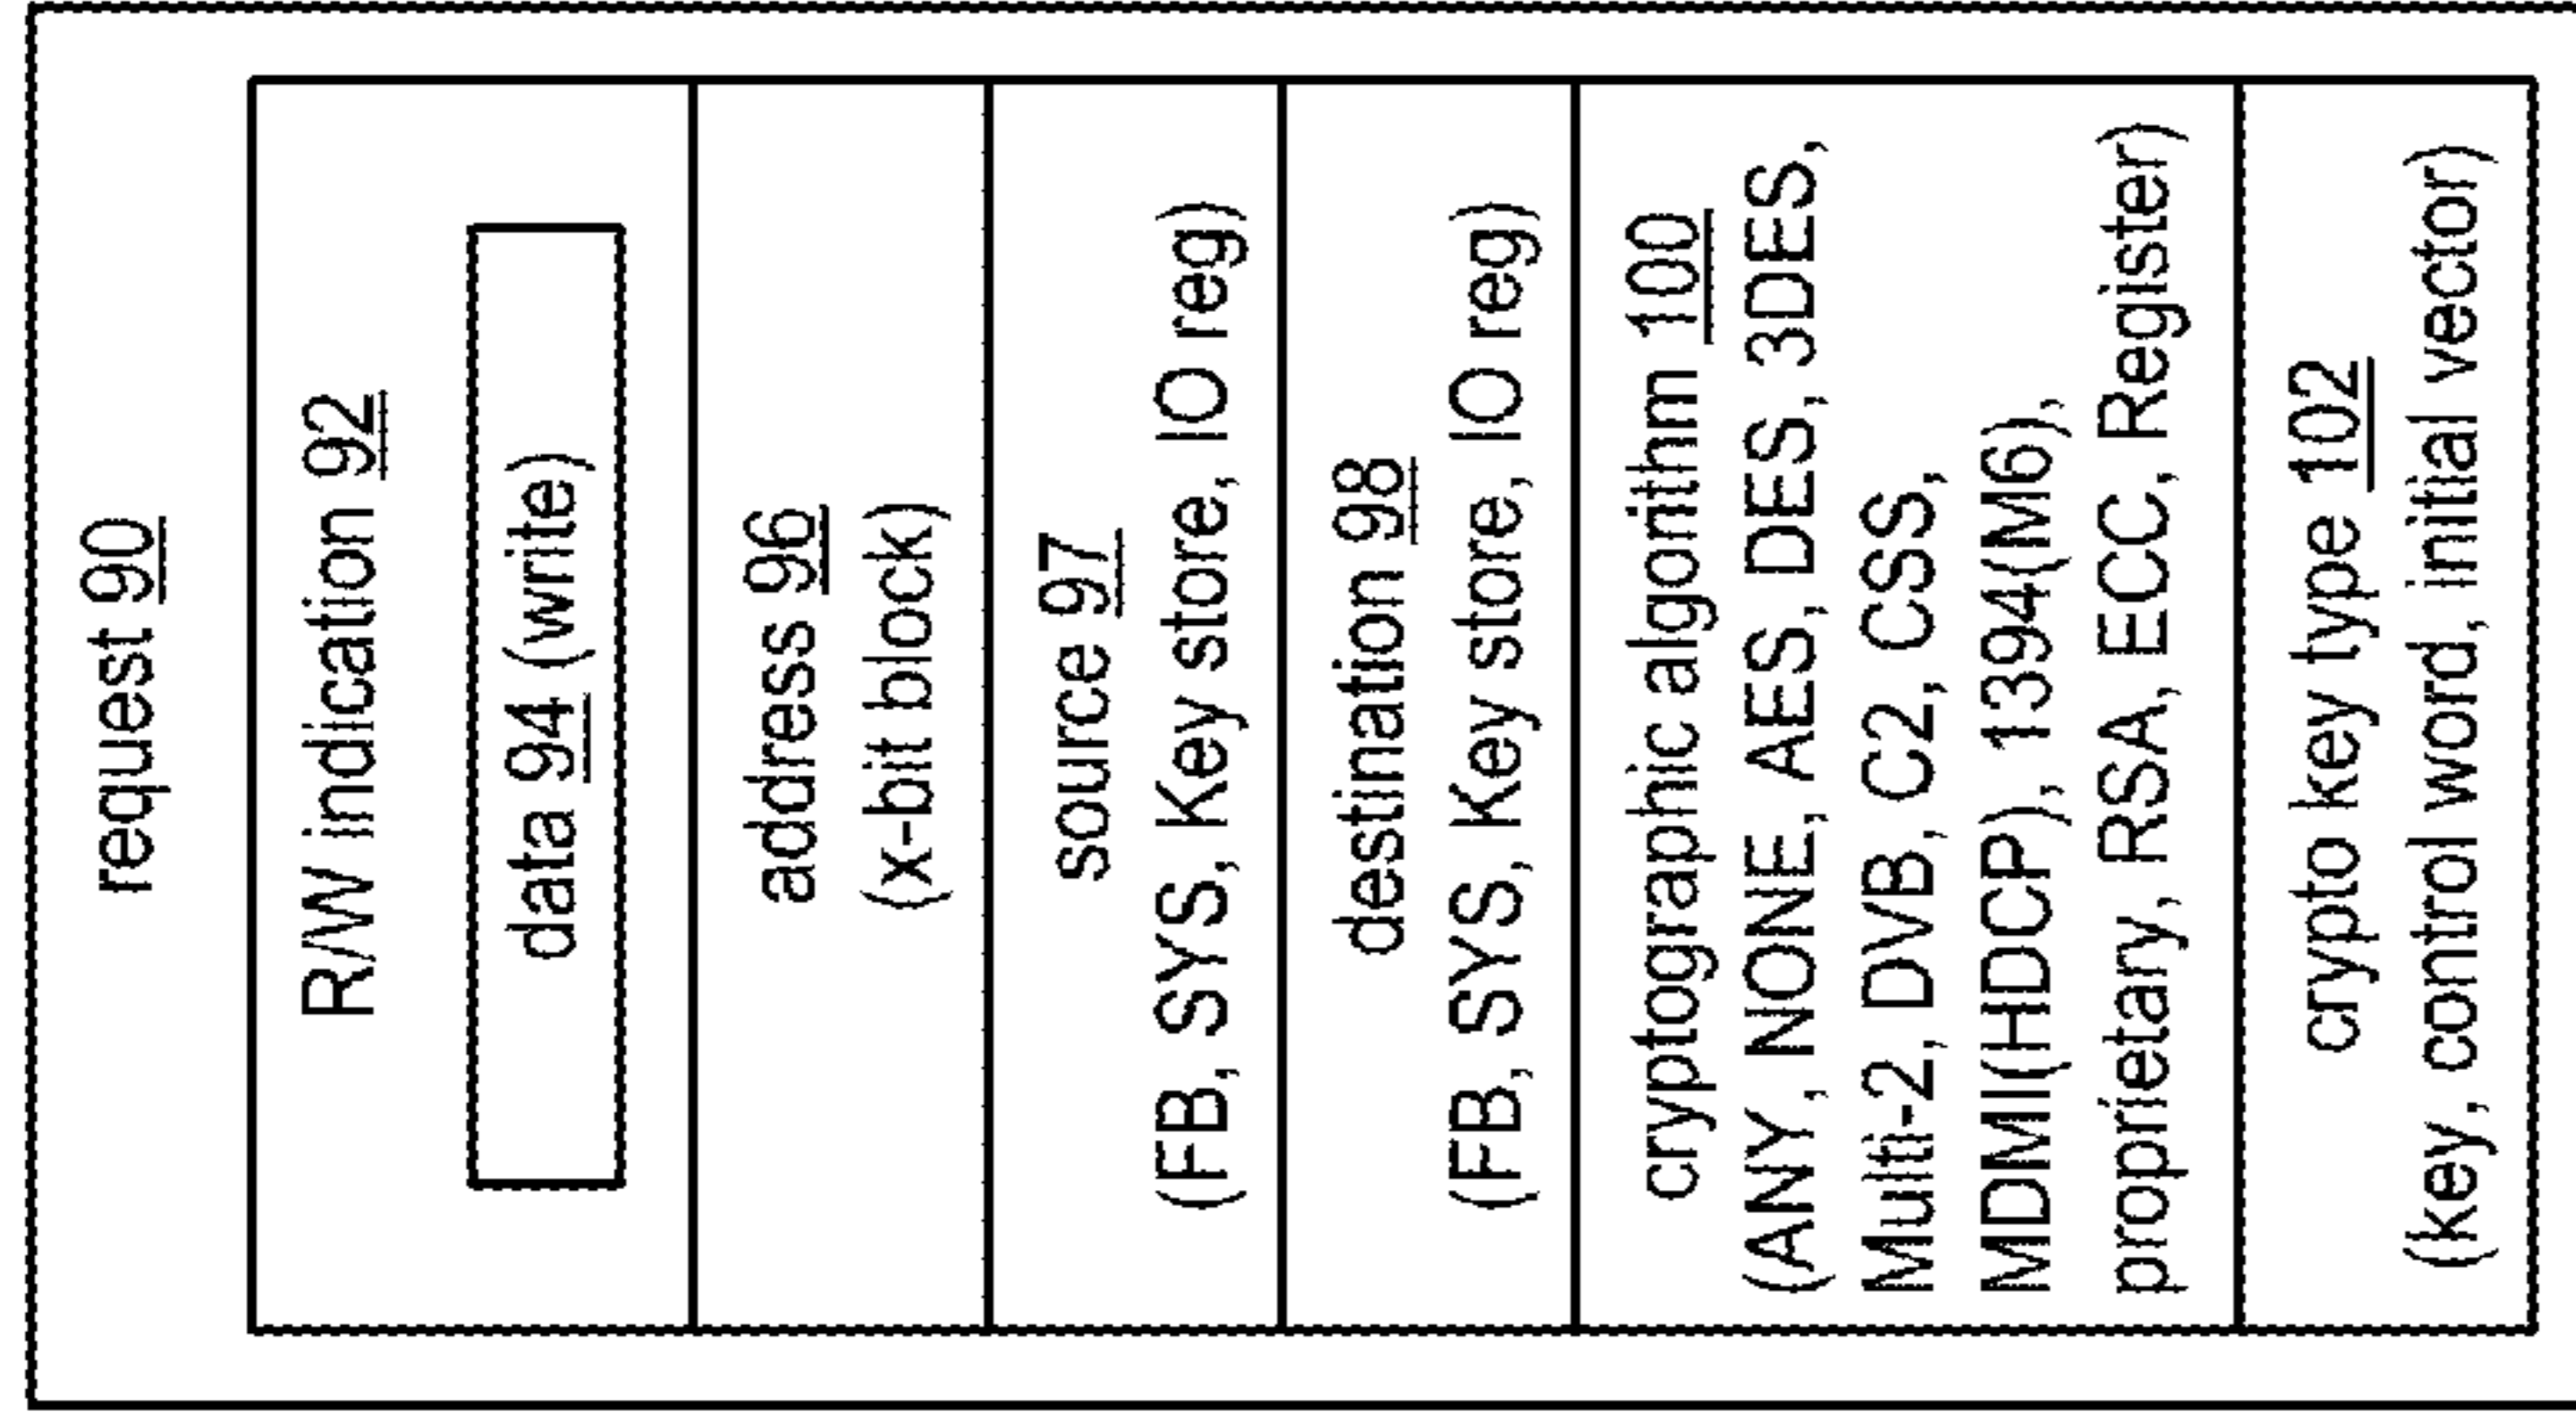 request 90
R/W indication 92
data 94 (write)
address 96
(x-bit block)
source 97
(FB, SYS, Key store, IO reg)
destination 98
(FB, SYS, Key store, IO reg)
cryptographic algorithm 100
(ANY, NONE, AES, DES, 3DES,
Multi-2, DVB, C2, CSS,
MDMI(HDCP), 1394(M6),
proprietary, RSA, ECC, Register)
crypto key type 102
(key, control word, initial vector)